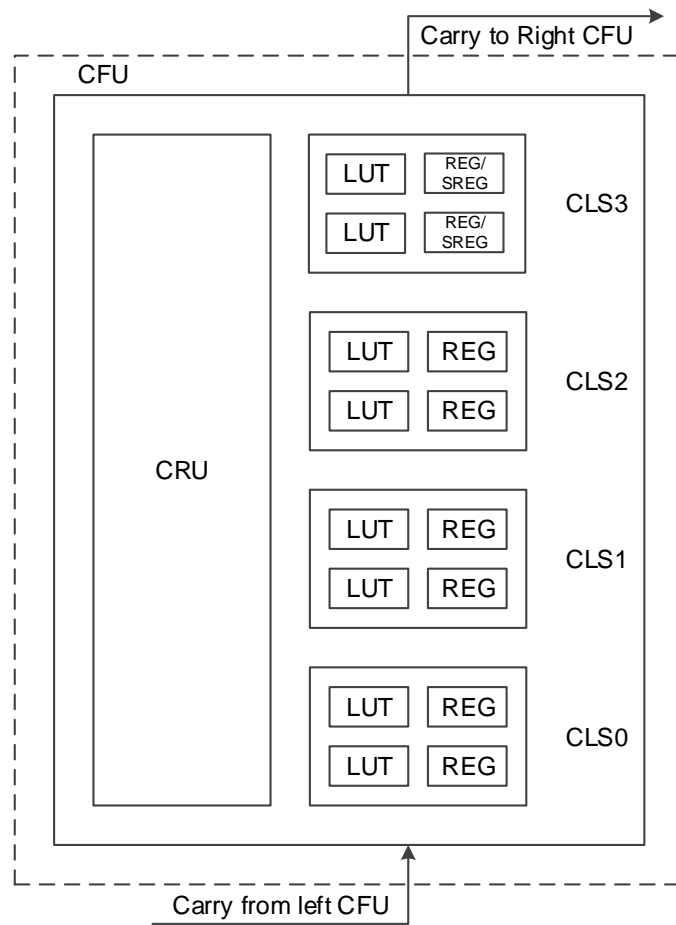 Carry to Right CFU
CFU
LUT
REG/
SREG
LUT
REG/
SREG
CLS3
LUT REG
LUT REG
CLS2
CRU
LUT REG
LUT REG
CLS1
LUT REG
LUT REG
CLS0
Carry from left CFU